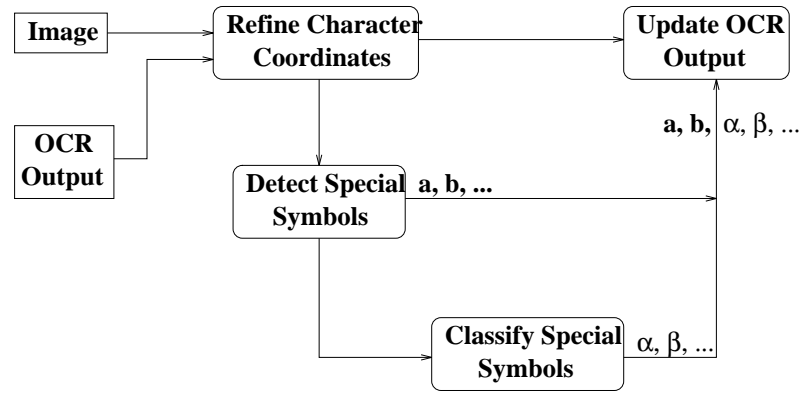 Image
Refine Character
Coordinates
Update OCR
Output
OCR
Output
a, b, α, β, ...
Detect Special
Symbols
a, b, ...
Classify Special
Symbols
α, β, ...